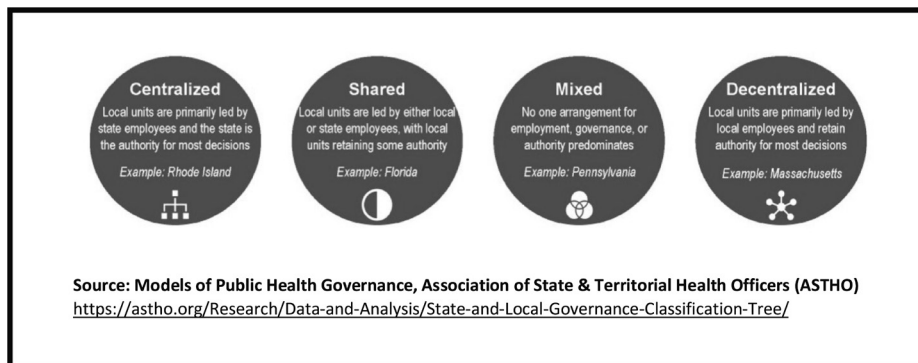 Centralized
Local units are primarily led by
state employees and the state is
the authority for most decisions
Example: Rhode Island
Shared
Local units are led by either local
or state employees, with local
units retaining some authority
Example: Florida
Mixed
No one arrangement for
employment, governance, or
authority predominates
Example: Pennsylvania
Decentralized
Local units are primarily led by
local employees and retain
authority for most decisions
Example: Massachusetts
Source: Models of Public Health Governance, Association of State & Territorial Health Officers (ASTHO)
https://astho.org/Research/Data-and-Analysis/State-and-Local-Governance-Classification-Tree/